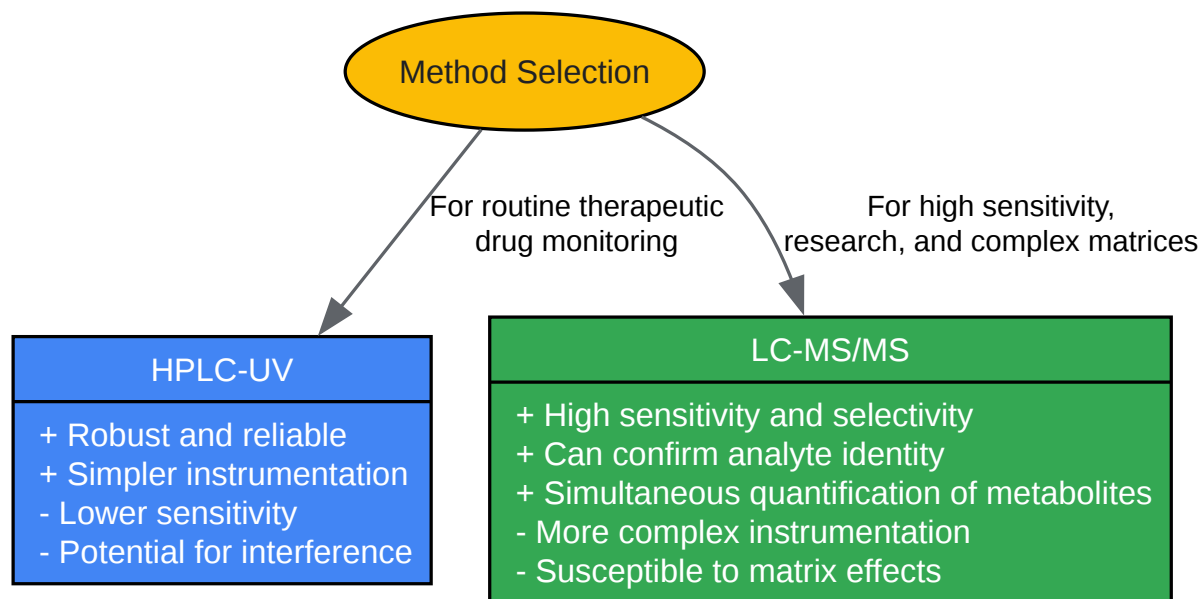 Method Selection
For routine therapeutic
drug monitoring
For high sensitivity,
research, and complex matrices
HPLC-UV
+ Robust and reliable
+ Simpler instrumentation
- Lower sensitivity
- Potential for interference
LC-MS/MS
+ High sensitivity and selectivity
+ Can confirm analyte identity
+ Simultaneous quantification of metabolites
- More complex instrumentation
- Susceptible to matrix effects